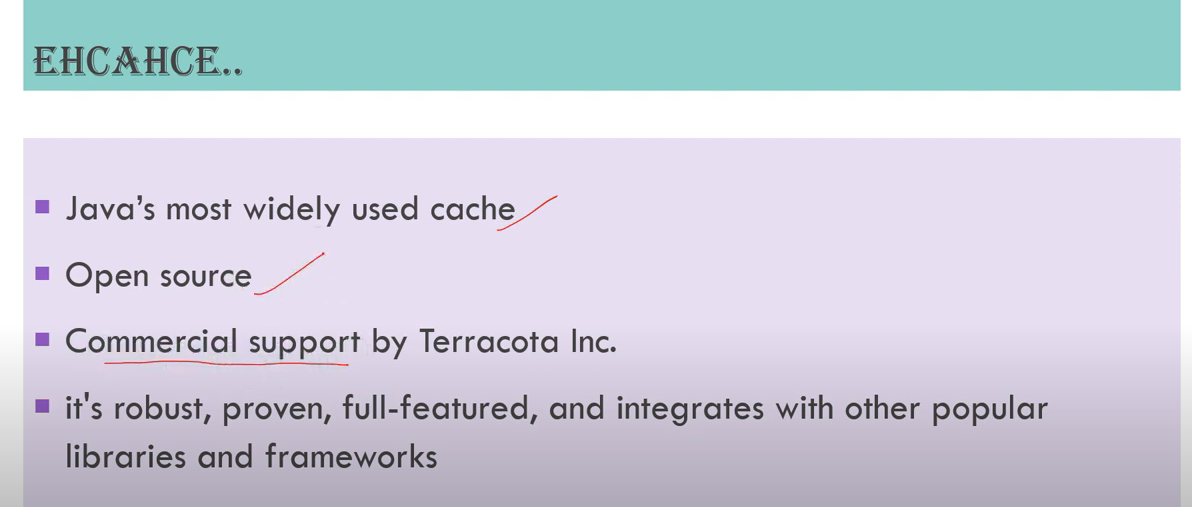 EHCAHCE..
Java's most widely used cache
Open source
Commercial support by Terracota Inc.
it's robust, proven, full-featured, and integrates with other popular
libraries and frameworks